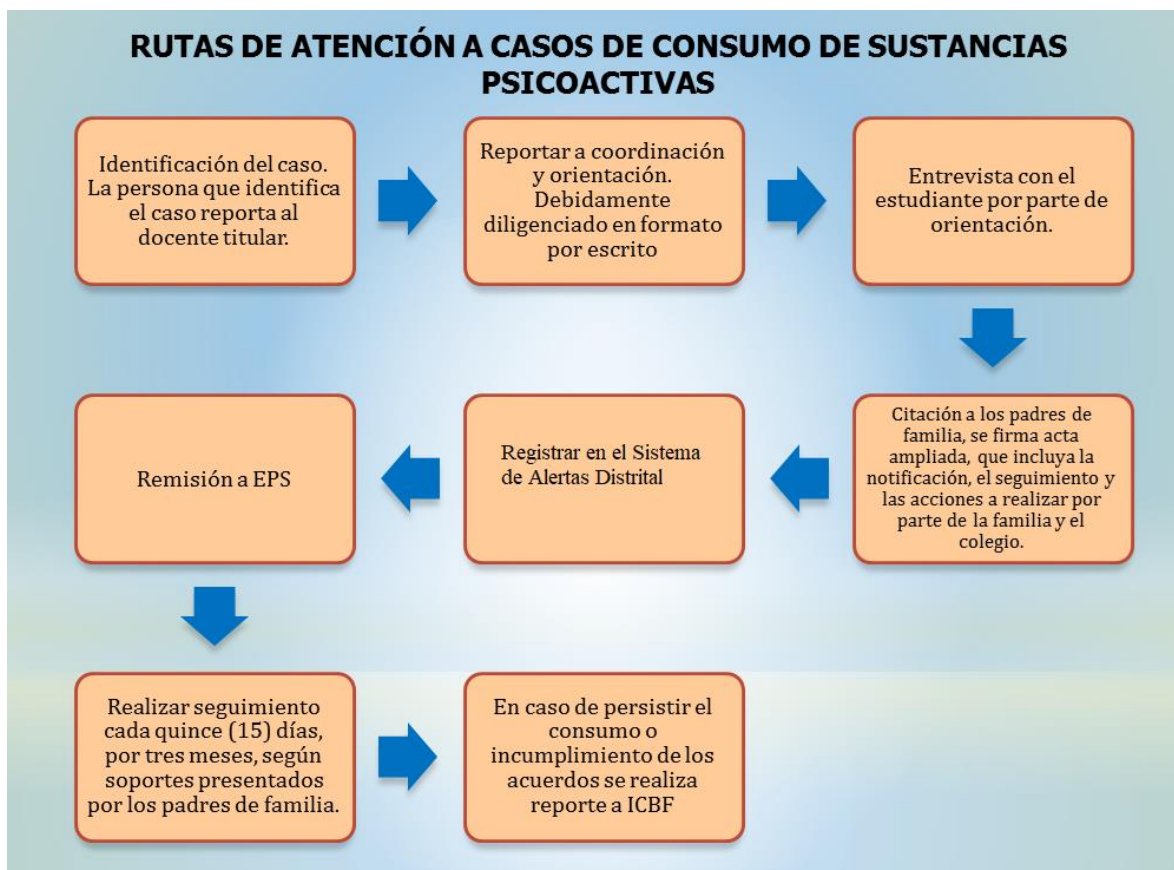 RUTAS DE ATENCIÓN A CASOS DE CONSUMO DE SUSTANCIAS
PSICOACTIVAS
Identificación del caso.
La persona que identifica
el caso reporta al
docente titular.
Reportar a coordinación
y orientación.
Debidamente
diligenciado en formato
por escrito
Entrevista con el
estudiante por parte de
orientación.
Citación a los padres de
familia, se firma acta
ampliada, que incluya la
notificación, el seguimiento y
las acciones a realizar por
parte de la familia y el
colegio.
Registrar en el Sistema
de Alertas Distrital
Remisión a EPS
Realizar seguimiento
cada quince (15) días,
por tres meses, según
soportes presentados
por los padres de familia.
En caso de persistir el
consumo o
incumplimiento de los
acuerdos se realiza
reporte a ICBF